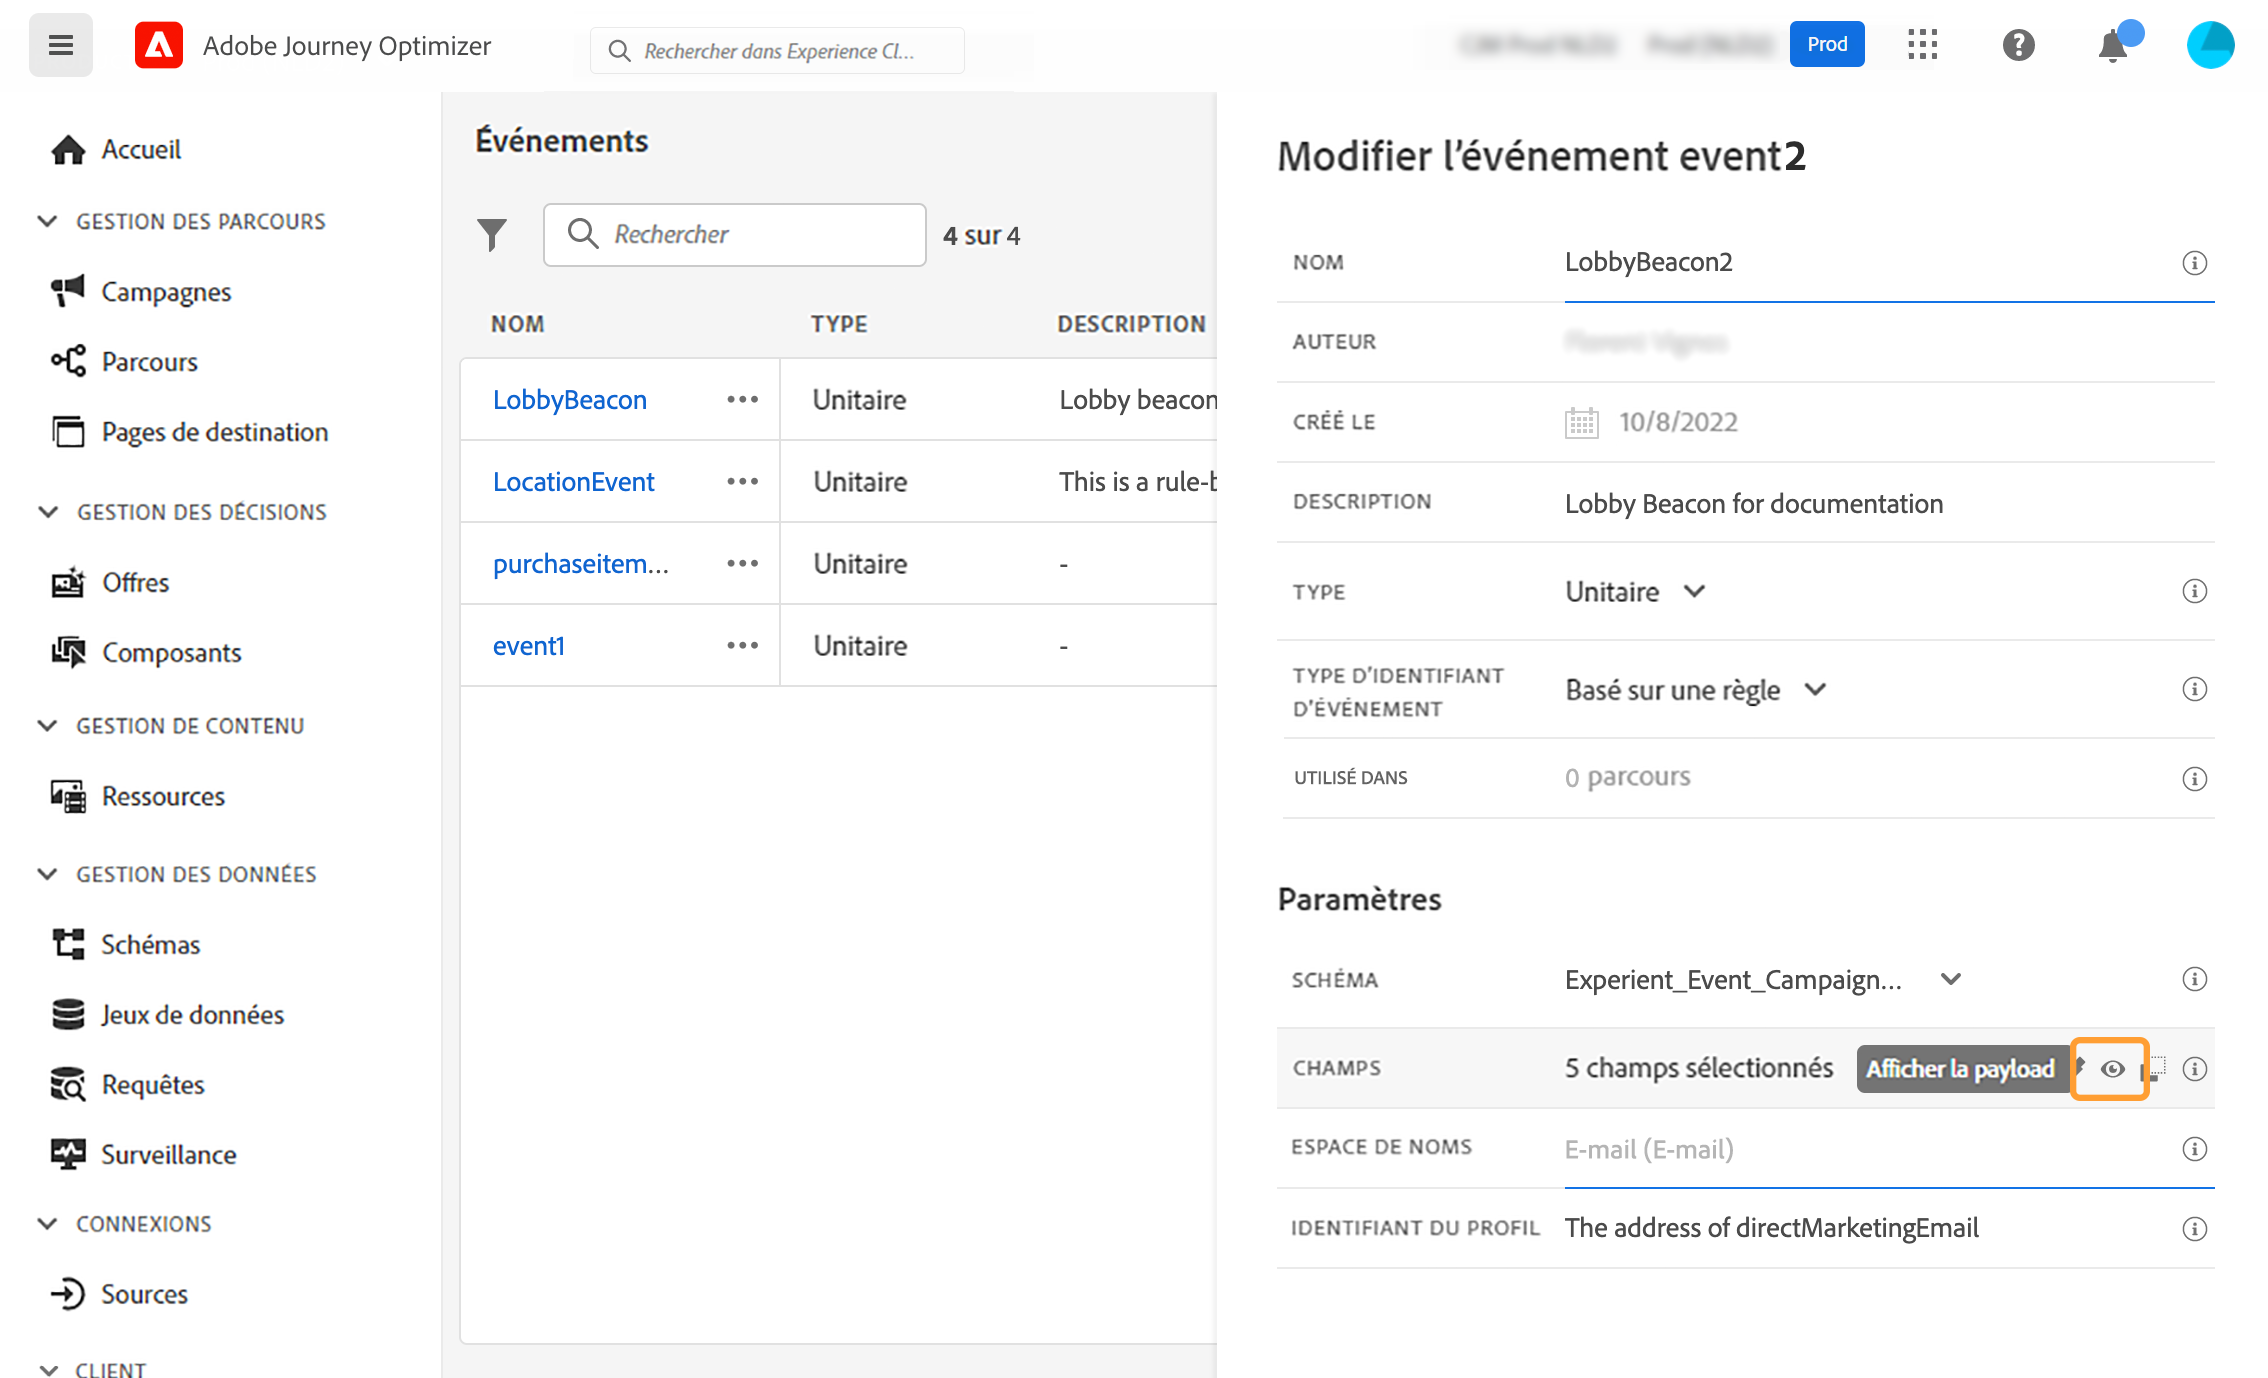 Adobe Journey Optimizer
Rechercher dans Experience Cl...
Prod
Accueil
GESTION DES PARCOURS
Campagnes
Parcours
Pages de destination
GESTION DES DÉCISIONS
Offres
Composants
GESTION DE CONTENU
Ressources
GESTION DES DONNÉES
Schémas
Jeux de données
Requêtes
Surveillance
CONNEXIONS
Sources
CLIENT
Événements
Rechercher
4 sur 4
NOM TYPE DESCRIPTION
LobbyBeacon ••• Unitaire Lobby beacon
LocationEvent ••• Unitaire This is a rule-b
purchaseitem... ••• Unitaire -
event1 ••• Unitaire -
Modifier l’événement event2
NOM LobbyBeacon2
AUTEUR
CRÉÉ LE 10/8/2022
DESCRIPTION Lobby Beacon for documentation
TYPE Unitaire
TYPE D’IDENTIFIANT
D’ÉVÉNEMENT
Basé sur une règle
UTILISÉ DANS 0 parcours
Paramètres
SCHÉMA Experient_Event_Campaign...
CHAMPS 5 champs sélectionnés Afficher la payload
ESPACE DE NOMS E-mail (E-mail)
IDENTIFIANT DU PROFIL The address of directMarketingEmail